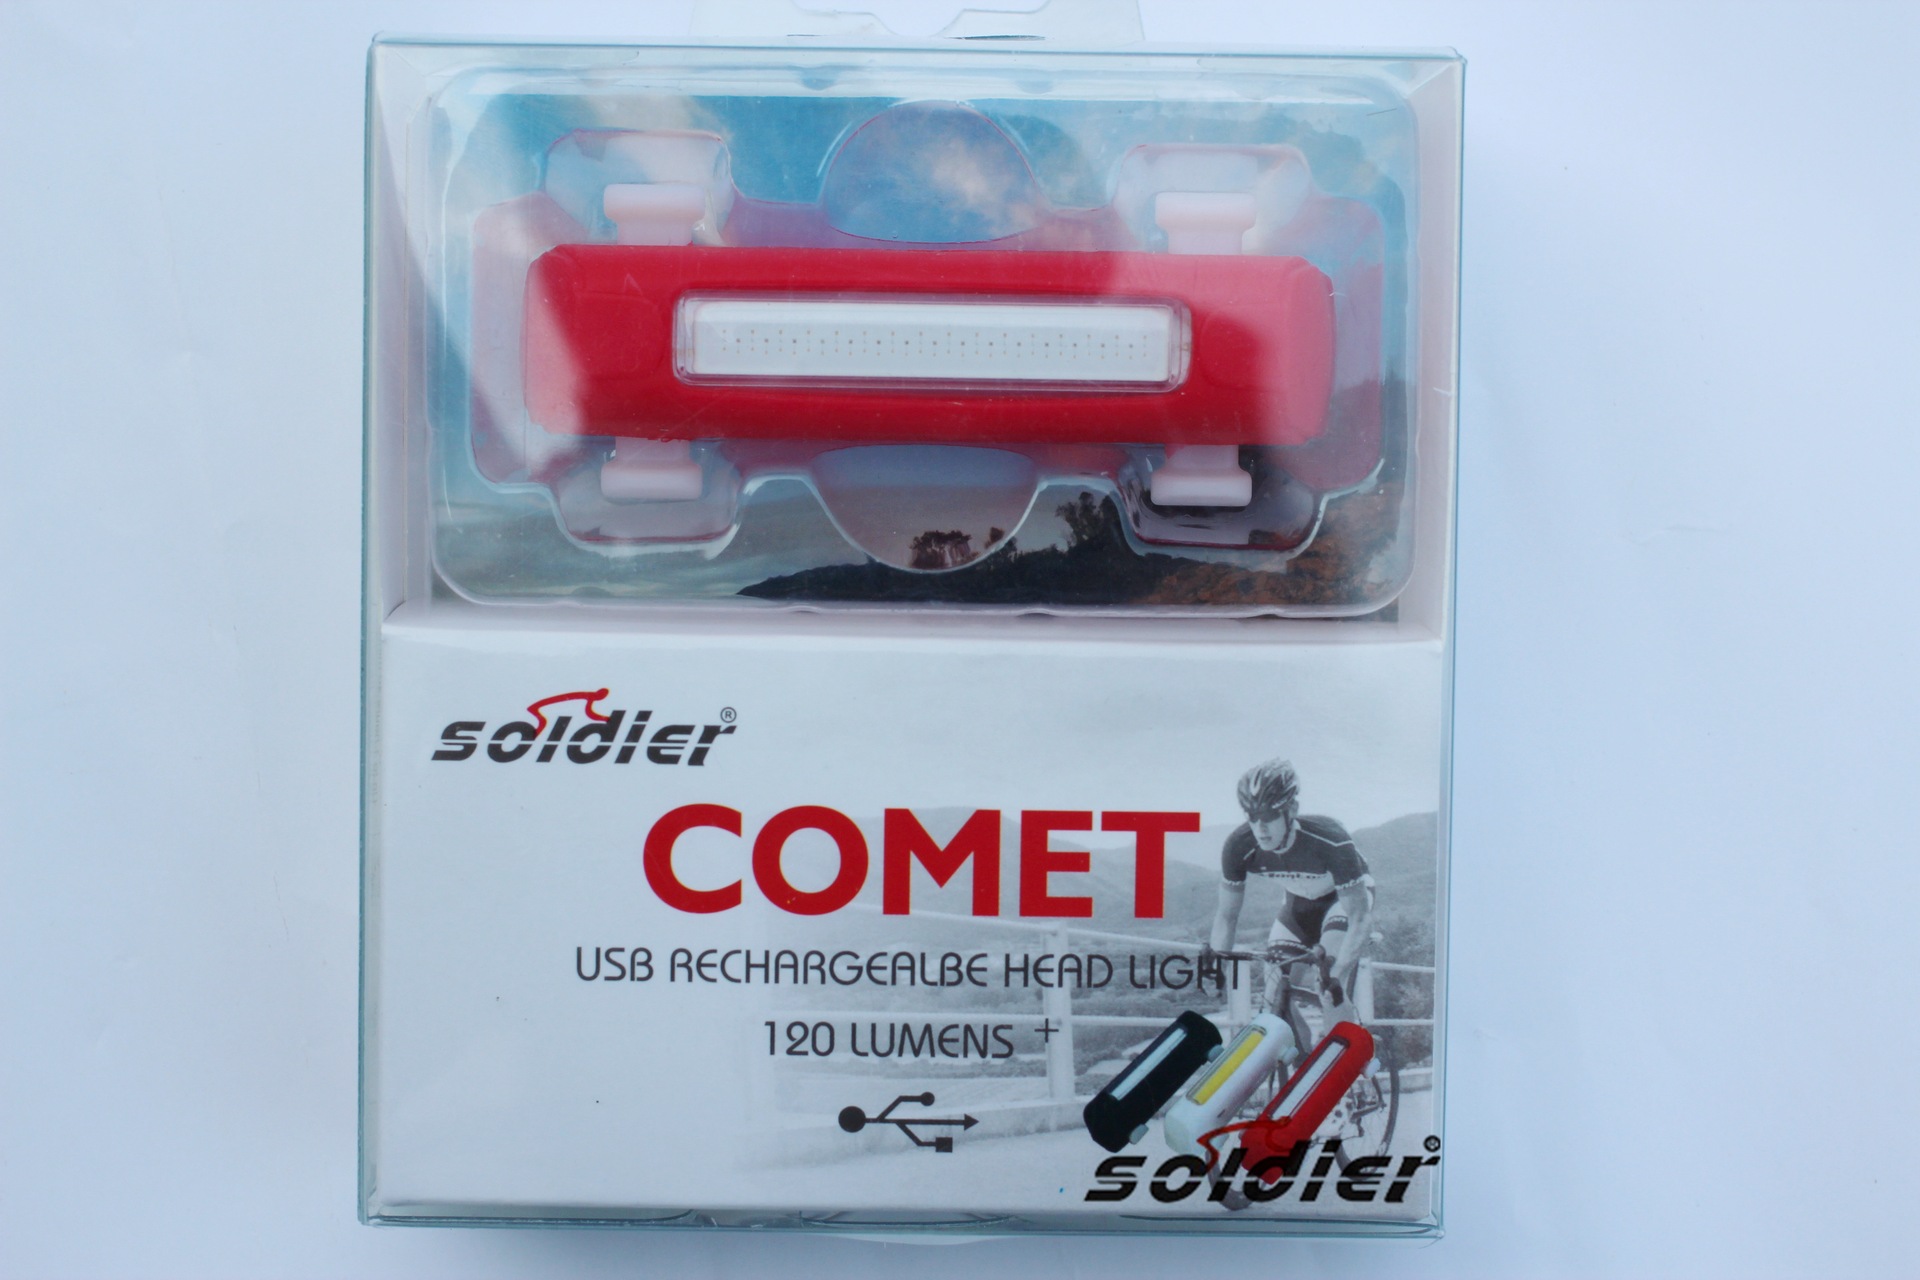 soldier®
COMET
USB RECHARGEALBE HEAD LIGHT
120 LUMENS +
soldier®